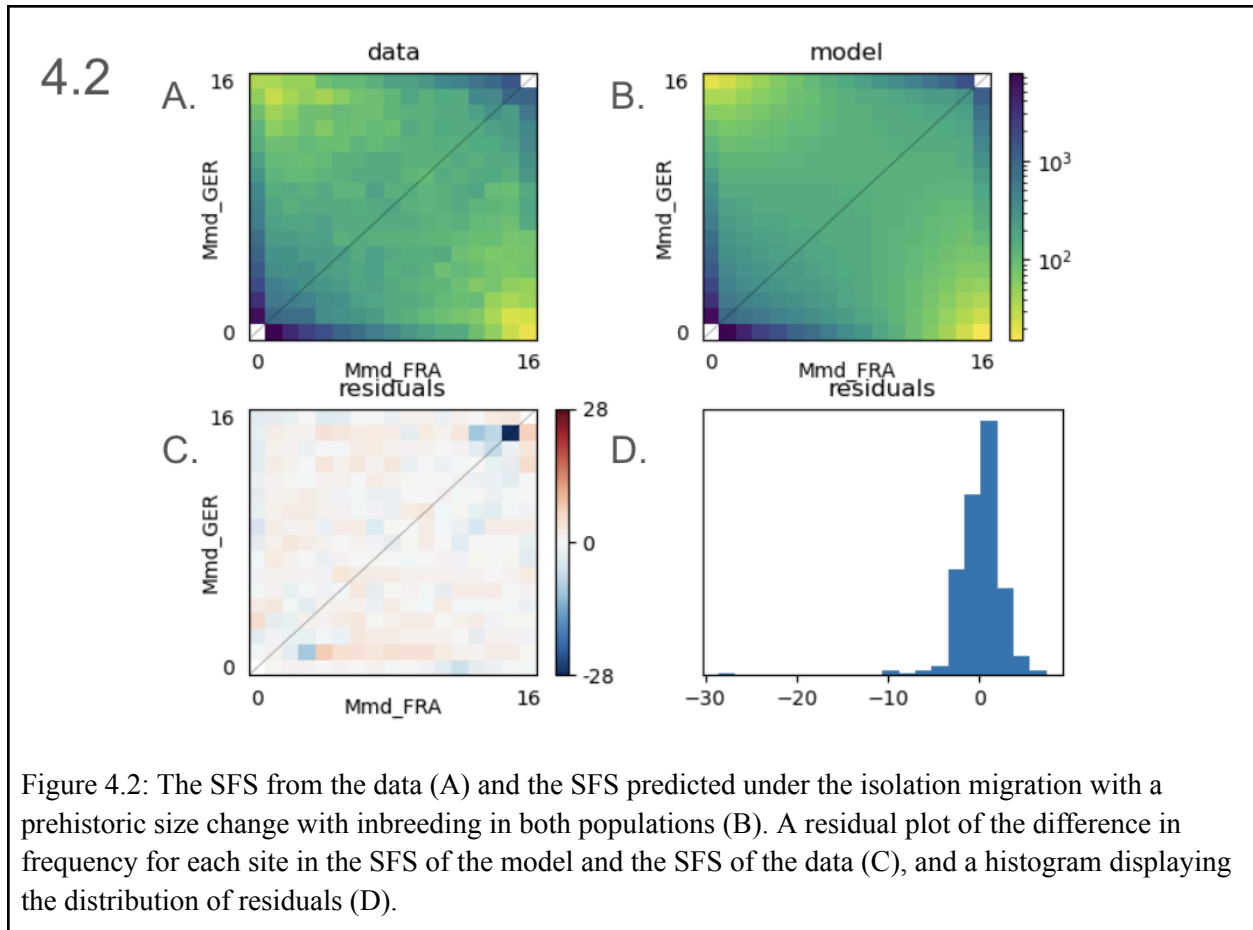 4.2
A.
data
16
Mmd_GER
0
0
16
Mmd_FRA
B.
model
16
Mmd_GER
0
0
16
Mmd_FRA
10³
10²
C.
residuals
16
Mmd_GER
0
0
16
Mmd_FRA
28
0
-28
residuals
D.
−30
−20
−10
0
Figure 4.2: The SFS from the data (A) and the SFS predicted under the isolation migration with a
prehistoric size change with inbreeding in both populations (B). A residual plot of the difference in
frequency for each site in the SFS of the model and the SFS of the data (C), and a histogram displaying
the distribution of residuals (D).